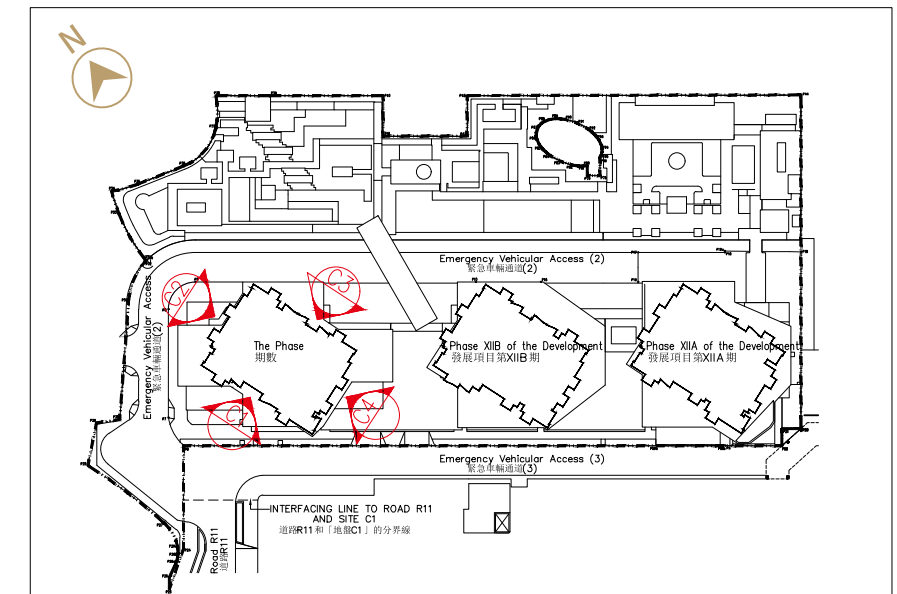 N
Emergency Vehicular Access (2)
緊急車輛通道(2)
C2
C3
Emergency Vehicular Access (2)
緊急車輛通道(2)
The Phase
期數
Phase XIIB of the Development
發展項目第XIIB期
Phase XIIA of the Development
發展項目第XIIA期
C1
C4
Emergency Vehicular Access (3)
緊急車輛通道(3)
INTERFACING LINE TO ROAD R11
AND SITE C1
道路R11和「地盤C1」的分界線
Road R11
道路R11